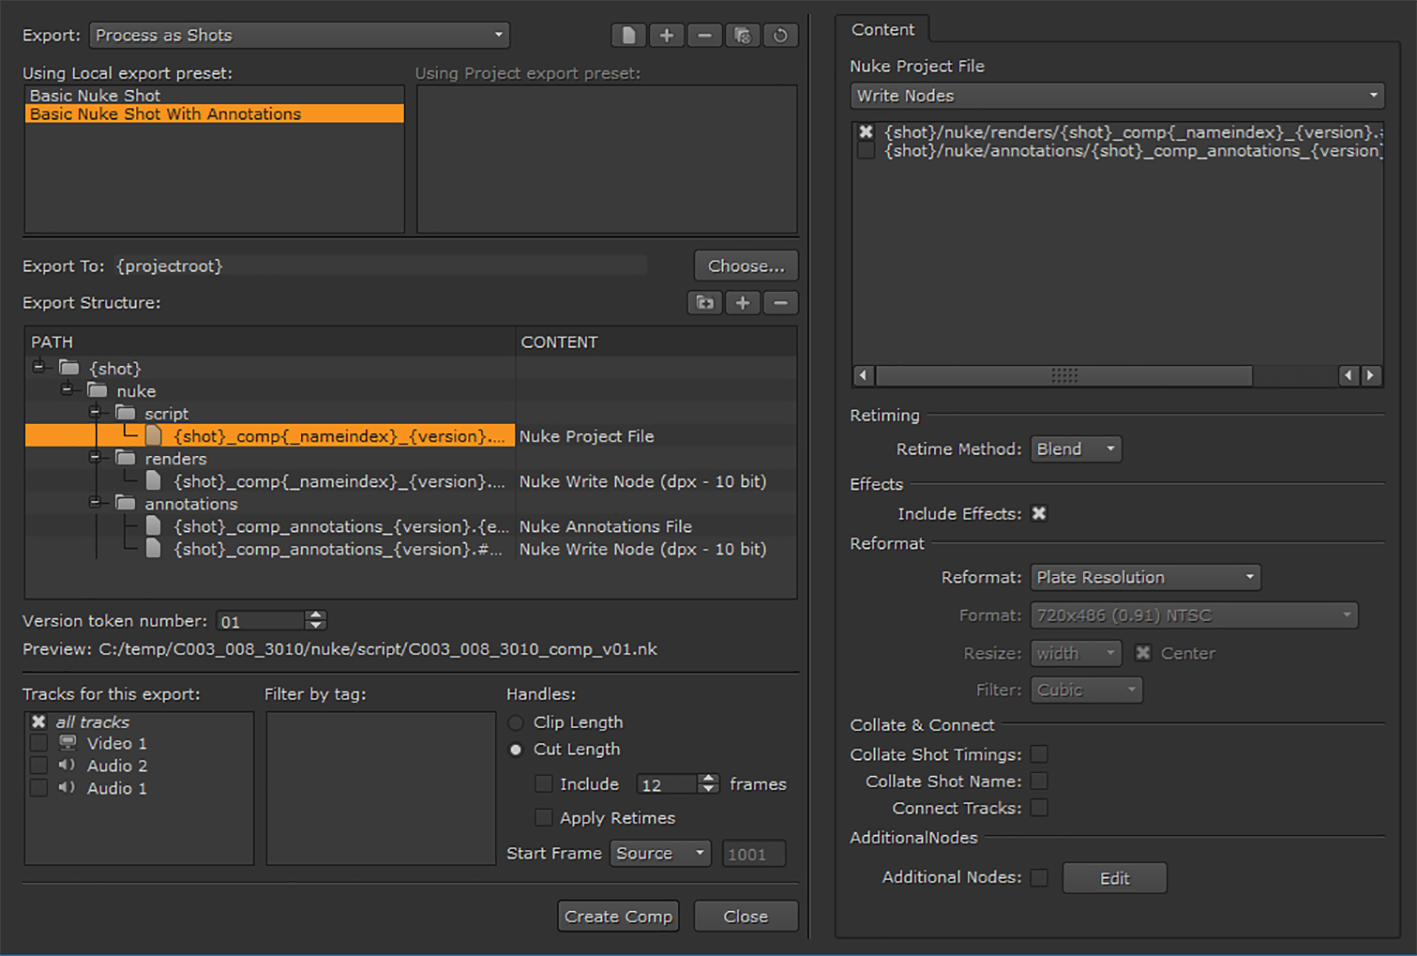 Export: Process as Shots
Using Local export preset:
Basic Nuke Shot
Basic Nuke Shot With Annotations
Using Project export preset:
Export To: {projectroot} Choose...
Export Structure:
PATH CONTENT
{shot}
nuke
script
{shot}_comp{_nameindex}_{version}.... Nuke Project File
renders
{shot}_comp{_nameindex}_{version}.... Nuke Write Node (dpx - 10 bit)
annotations
{shot}_comp_annotations_{version}.{e... Nuke Annotations File
{shot}_comp_annotations_{version}.#... Nuke Write Node (dpx - 10 bit)
Version token number: 01
Preview: C:/temp/C003_008_3010/nuke/script/C003_008_3010_comp_v01.nk
Tracks for this export:
all tracks
Video 1
Audio 2
Audio 1
Filter by tag:
Handles:
Clip Length
Cut Length
Include 12 frames
Apply Retimes
Start Frame Source 1001
Create Comp Close
Content
Nuke Project File
Write Nodes
{shot}/nuke/renders/{shot}_comp{_nameindex}_{version}.#
{shot}/nuke/annotations/{shot}_comp_annotations_{version}
Retiming
Retime Method: Blend
Effects
Include Effects:
Reformat
Reformat: Plate Resolution
Format: 720x486 (0.91) NTSC
Resize: width Center
Filter: Cubic
Collate & Connect
Collate Shot Timings:
Collate Shot Name:
Connect Tracks:
AdditionalNodes
Additional Nodes: Edit